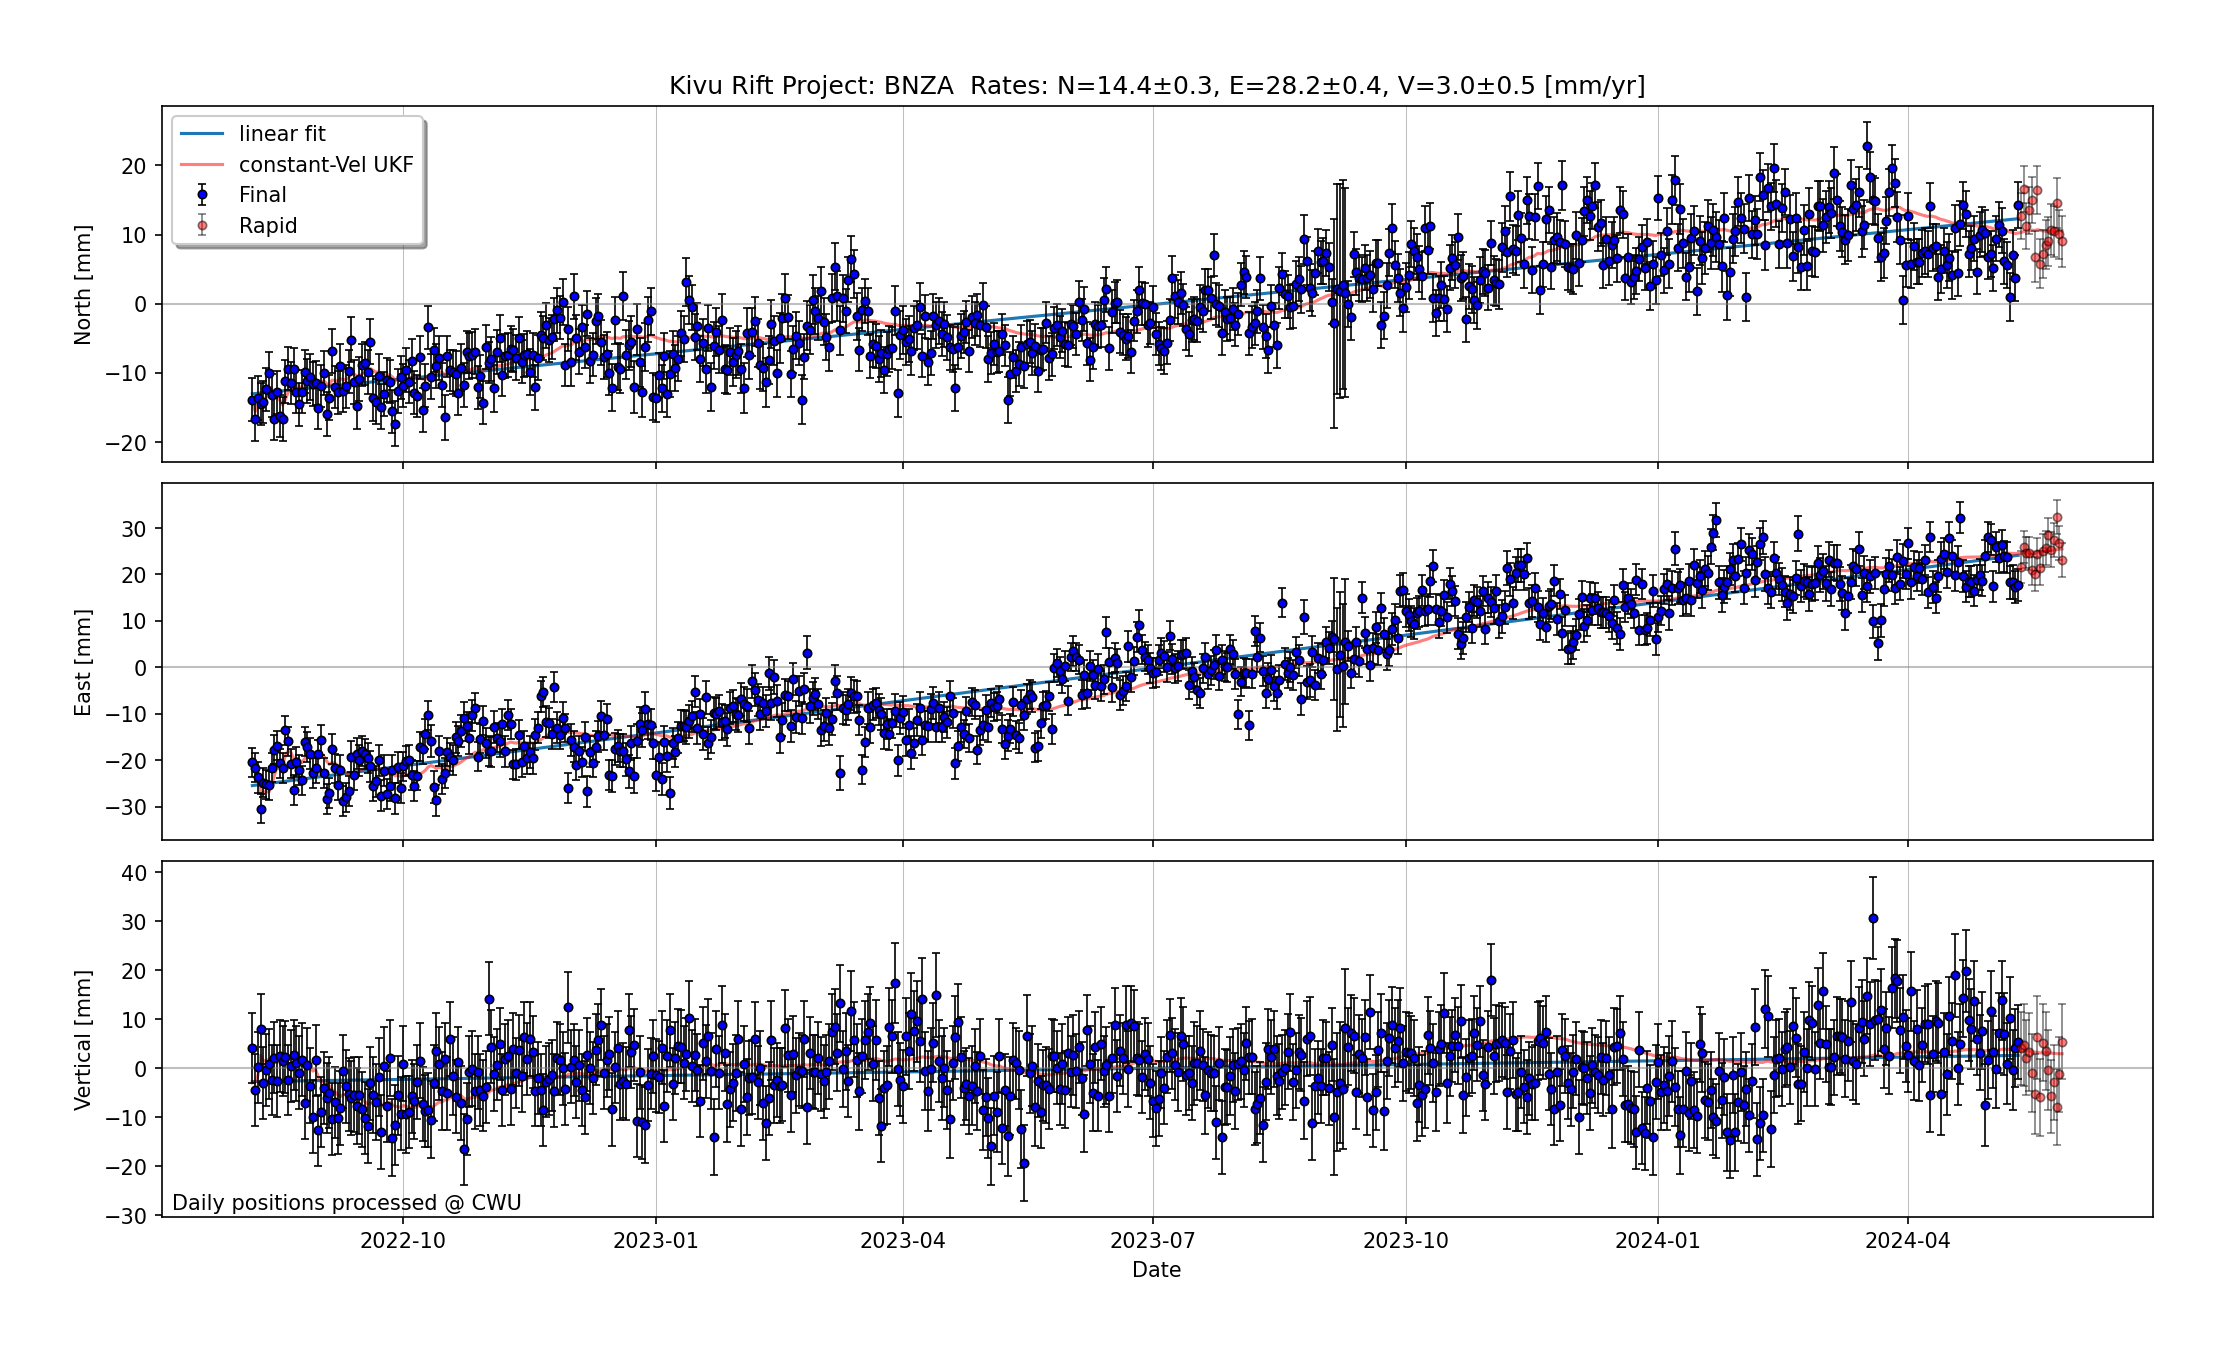 Kivu Rift Project: BNZA  Rates: N=14.4±0.3, E=28.2±0.4, V=3.0±0.5 [mm/yr]
linear fit
constant-Vel UKF
Final
Rapid
North [mm]
20
10
0
−10
−20
East [mm]
30
20
10
0
−10
−20
−30
Vertical [mm]
40
30
20
10
0
−10
−20
−30
Daily positions processed @ CWU
2022-10 2023-01 2023-04 2023-07 2023-10 2024-01 2024-04
Date